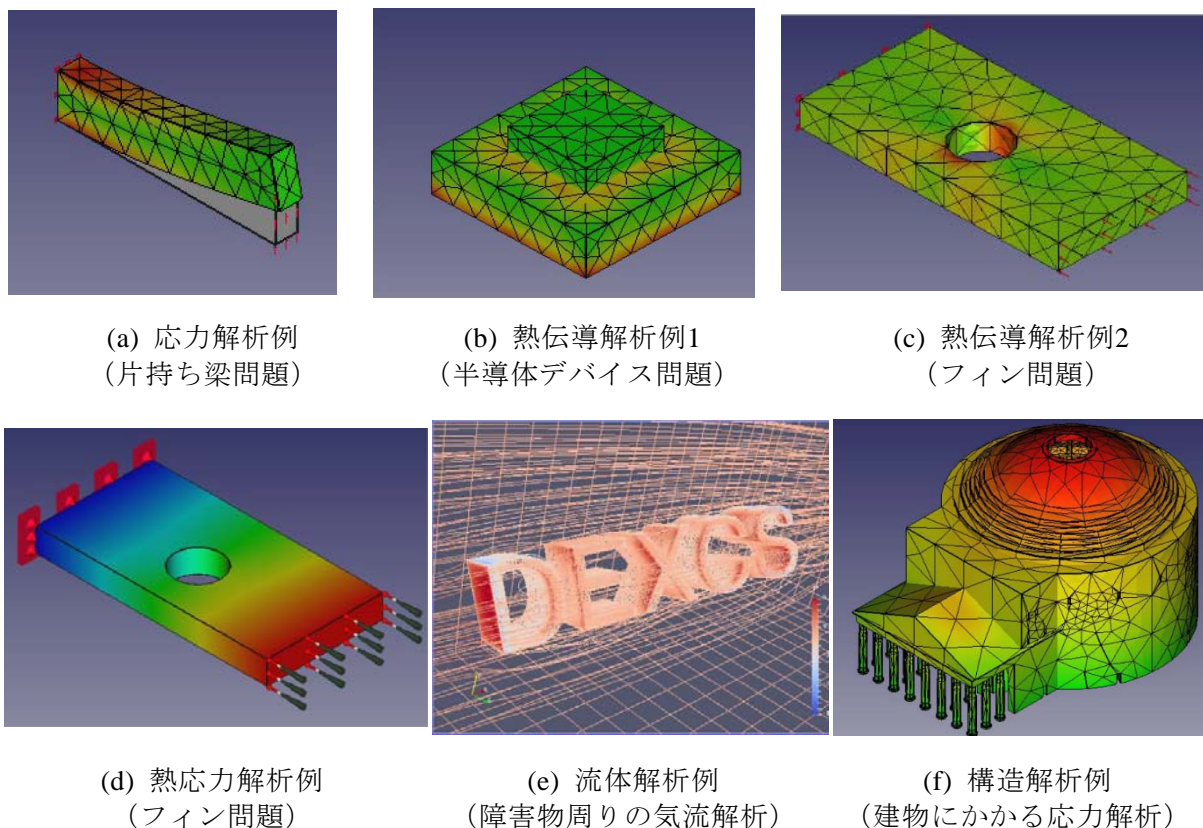 (a) 応力解析例
（片持ち梁問題）
(b) 熱伝導解析例1
（半導体デバイス問題）
(c) 熱伝導解析例2
（フィン問題）
DEXCS
(d) 熱応力解析例
（フィン問題）
(e) 流体解析例
（障害物周りの気流解析）
(f) 構造解析例
（建物にかかる応力解析）